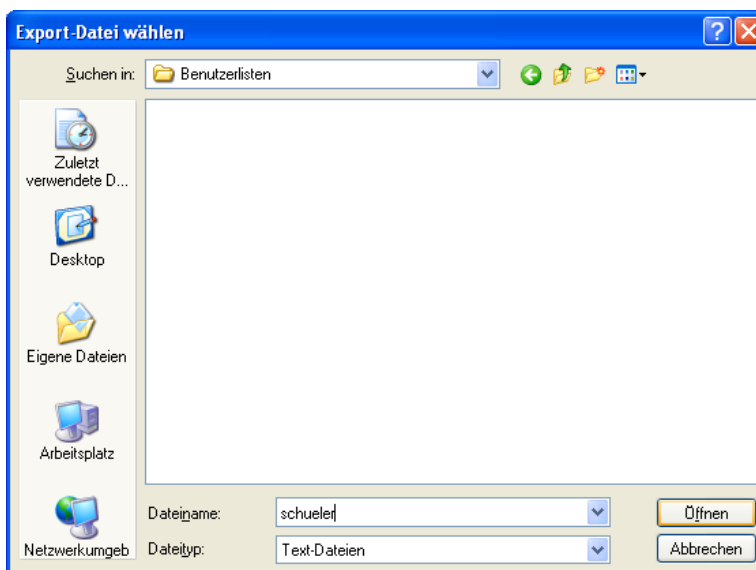 Export-Datei wählen
Suchen in:
Benutzerlisten
Zuletzt
verwendete D...
Desktop
Eigene Dateien
Arbeitsplatz
Netzwerkumgeb
Dateiname:
schueler
Öffnen
Dateityp:
Text-Dateien
Abbrechen